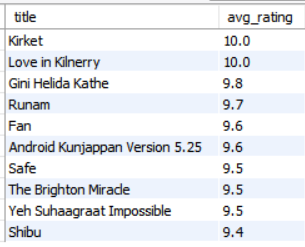 title avg_rating
Kirket 10.0
Love in Kilnerry 10.0
Gini Helida Kathe 9.8
Runam 9.7
Fan 9.6
Android Kunjappan Version 5.25 9.6
Safe 9.5
The Brighton Miracle 9.5
Yeh Suhaagraat Impossible 9.5
Shibu 9.4